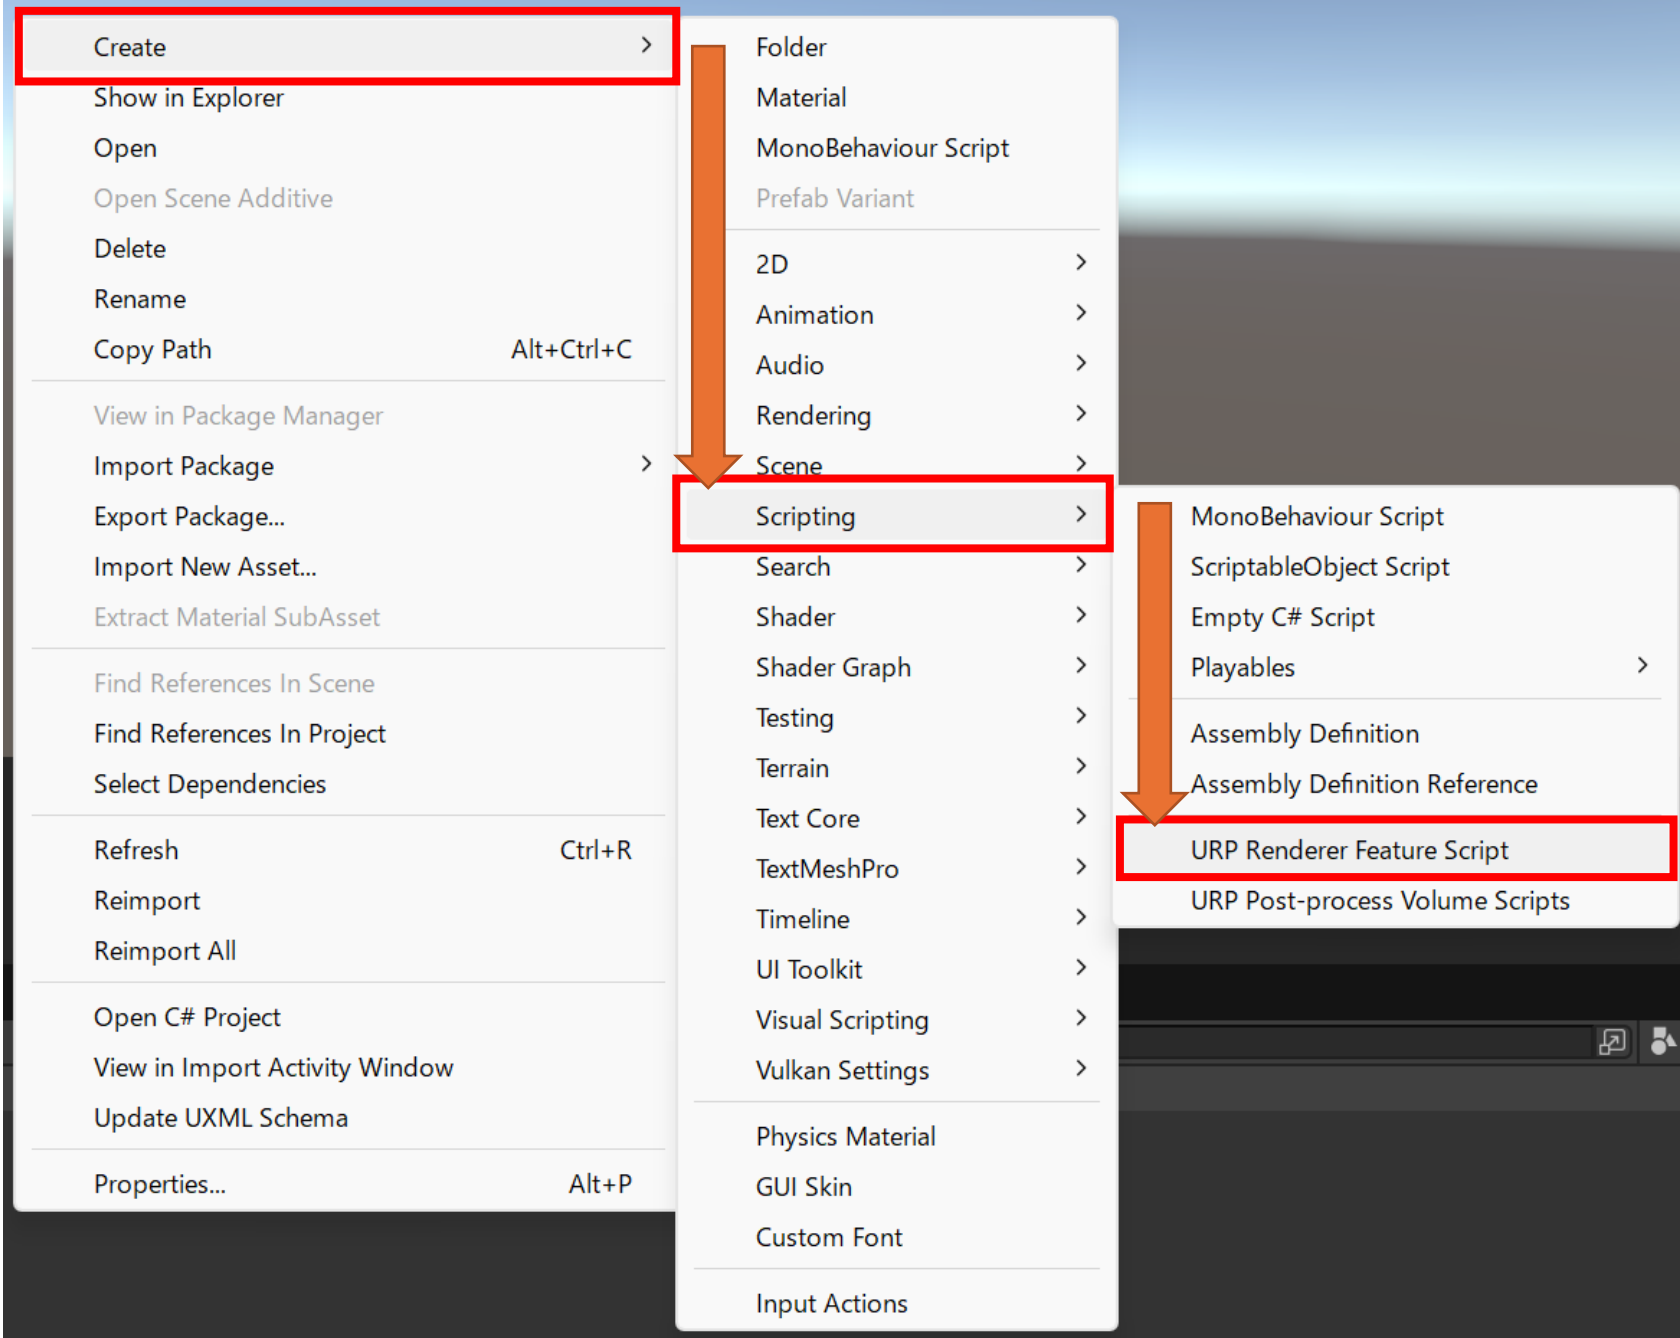 Create
Show in Explorer
Open
Open Scene Additive
Delete
Rename
Copy Path Alt+Ctrl+C
View in Package Manager
Import Package
Export Package...
Import New Asset...
Extract Material SubAsset
Find References In Scene
Find References In Project
Select Dependencies
Refresh Ctrl+R
Reimport
Reimport All
Open C# Project
View in Import Activity Window
Update UXML Schema
Properties... Alt+P
Folder
Material
MonoBehaviour Script
Prefab Variant
2D
Animation
Audio
Rendering
Scene
Scripting
Search
Shader
Shader Graph
Testing
Terrain
Text Core
TextMeshPro
Timeline
UI Toolkit
Visual Scripting
Vulkan Settings
Physics Material
GUI Skin
Custom Font
Input Actions
MonoBehaviour Script
ScriptableObject Script
Empty C# Script
Playables
Assembly Definition
Assembly Definition Reference
URP Renderer Feature Script
URP Post-process Volume Scripts